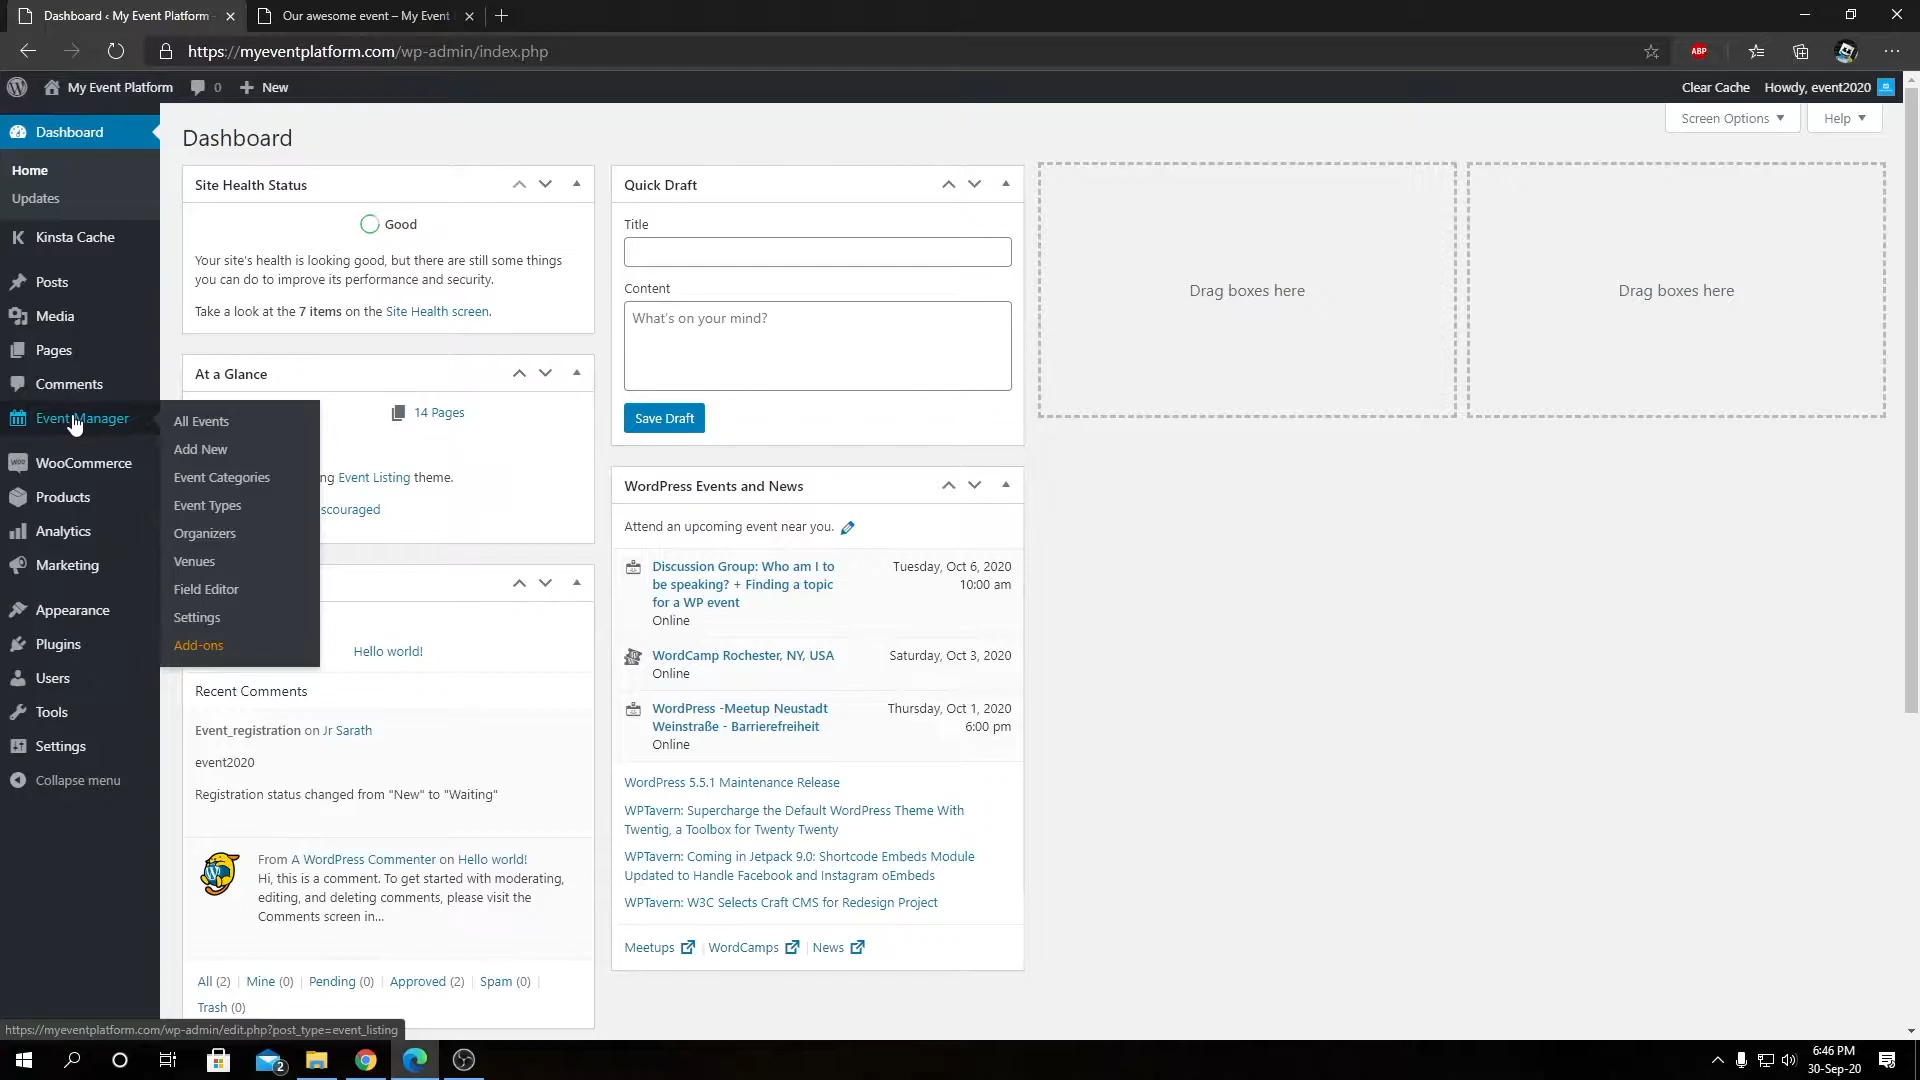 Dashboard ‹ My Event Platform
Our awesome event – My Event
https://myeventplatform.com/wp-admin/index.php
ABP
My Event Platform
0
New
Clear Cache
Howdy, event2020
Dashboard
Home
Updates
Kinsta Cache
Posts
Media
Pages
Comments
Event Manager
WooCommerce
Products
Analytics
Marketing
Appearance
Plugins
Users
Tools
Settings
Collapse menu
All Events
Add New
Event Categories
Event Types
Organizers
Venues
Field Editor
Settings
Add-ons
Dashboard
Screen Options
Help
Site Health Status
Good
Your site's health is looking good, but there are still some things
you can do to improve its performance and security.
Take a look at the 7 items on the Site Health screen.
At a Glance
14 Pages
ng Event Listing theme.
scouraged
Hello world!
Recent Comments
Event_registration on Jr Sarath
event2020
Registration status changed from "New" to "Waiting"
From A WordPress Commenter on Hello world!
Hi, this is a comment. To get started with moderating,
editing, and deleting comments, please visit the
Comments screen in...
All (2) | Mine (0) | Pending (0) | Approved (2) | Spam (0) |
Trash (0)
Quick Draft
Title
Content
What's on your mind?
Save Draft
WordPress Events and News
Attend an upcoming event near you.
Discussion Group: Who am I to
be speaking? + Finding a topic
for a WP event
Online
Tuesday, Oct 6, 2020
10:00 am
WordCamp Rochester, NY, USA
Online
Saturday, Oct 3, 2020
WordPress -Meetup Neustadt
Weinstraße - Barrierefreiheit
Online
Thursday, Oct 1, 2020
6:00 pm
WordPress 5.5.1 Maintenance Release
WPTavern: Supercharge the Default WordPress Theme With
Twentig, a Toolbox for Twenty Twenty
WPTavern: Coming in Jetpack 9.0: Shortcode Embeds Module
Updated to Handle Facebook and Instagram oEmbeds
WPTavern: W3C Selects Craft CMS for Redesign Project
Meetups | WordCamps | News
Drag boxes here
Drag boxes here
https://myeventplatform.com/wp-admin/edit.php?post_type=event_listing
2
6:46 PM
30-Sep-20